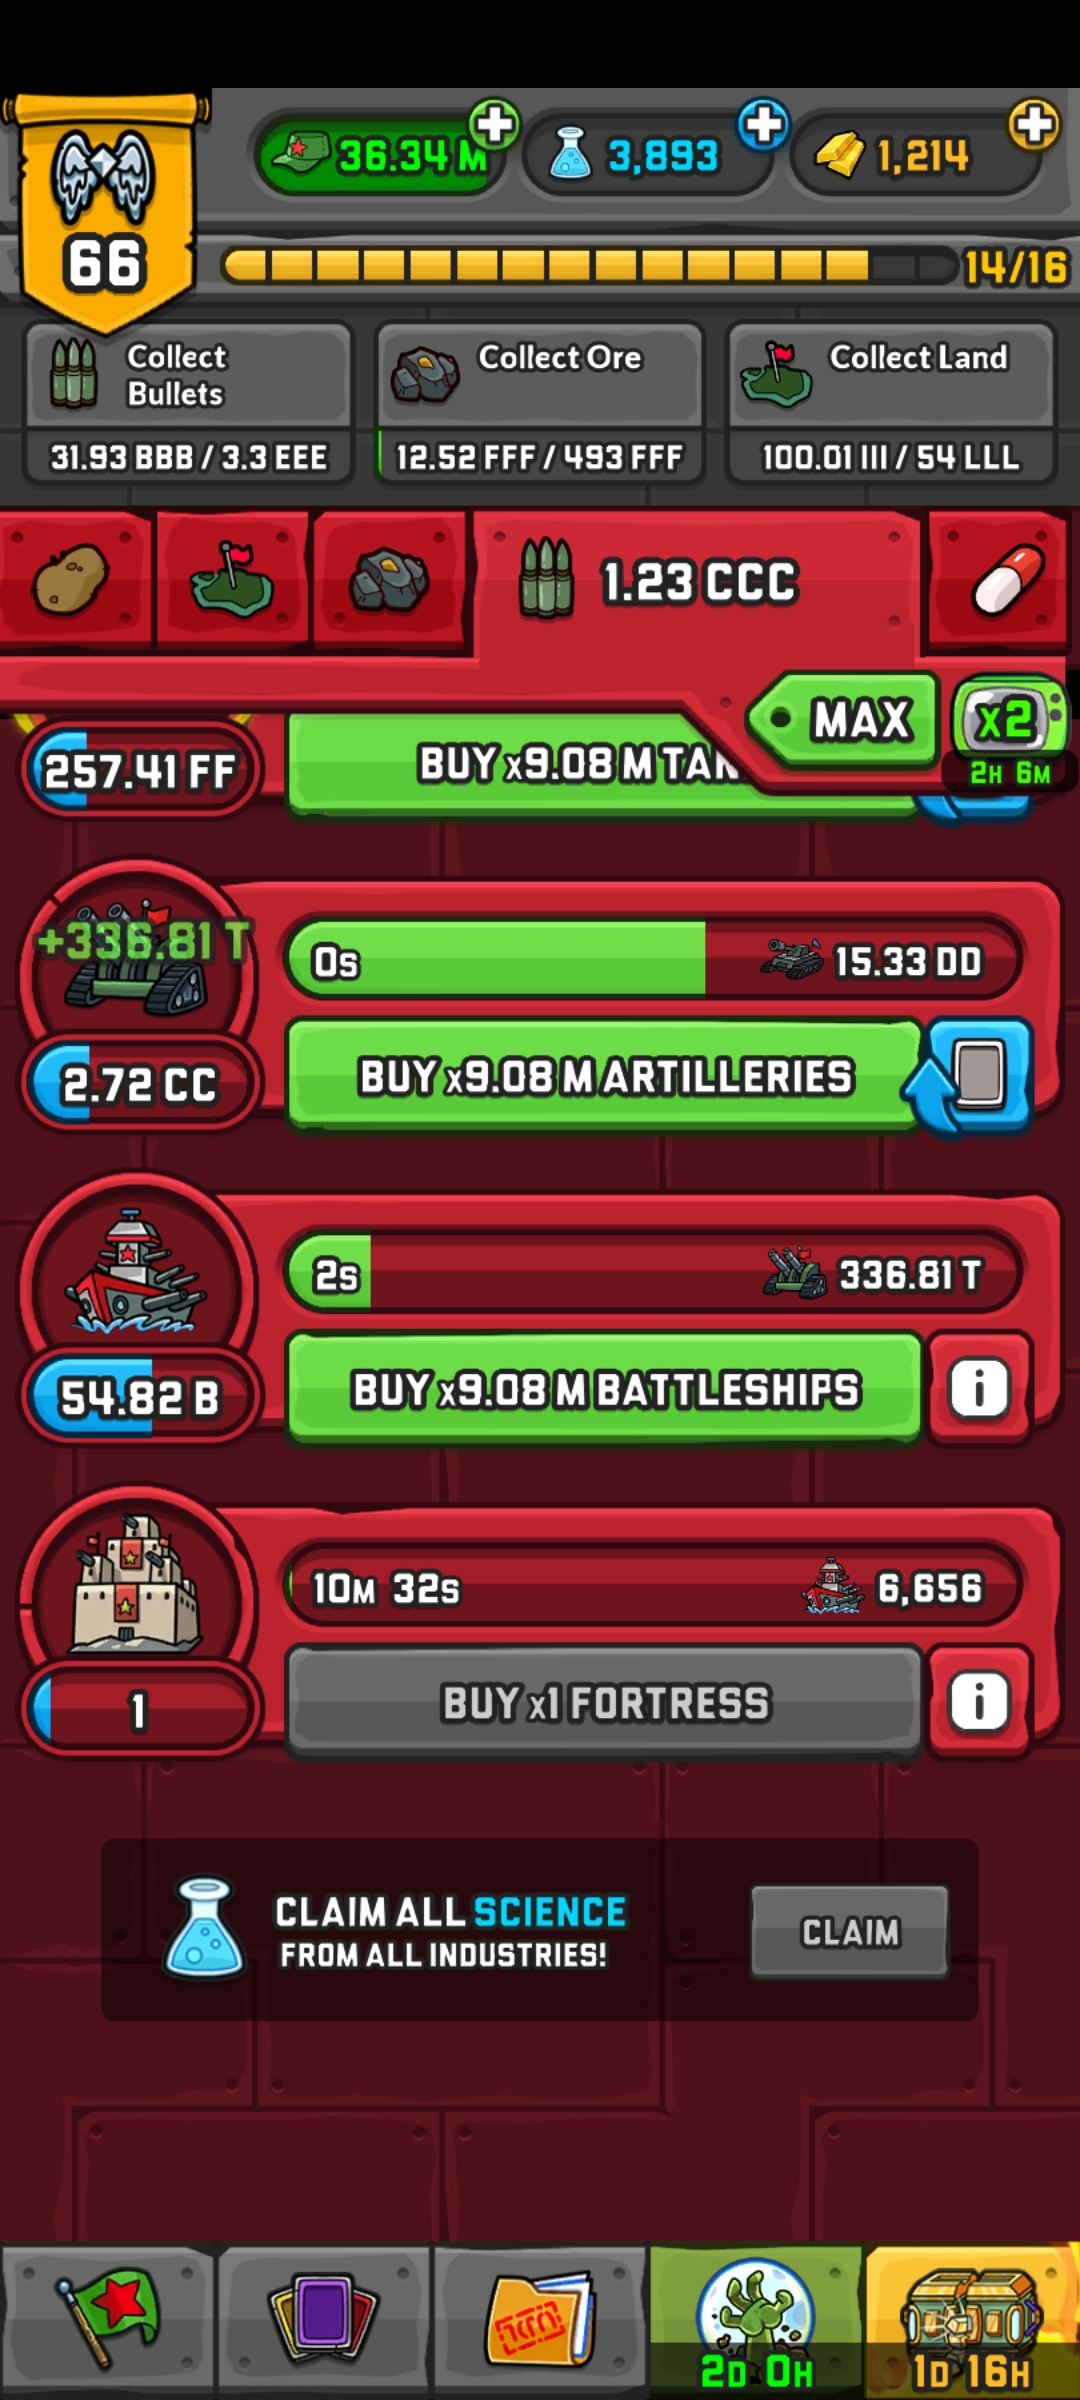 36.34 M
3,893
1,214
66
14/16
Collect
Bullets
Collect Ore
Collect Land
31.93 BBB / 3.3 EEE
12.52 FFF / 493 FFF
100.01 III / 54 LLL
1.23 CCC
MAX
x2
2H 6M
257.41 FF
BUY x9.08 M TAN
+336.81 T
0s
15.33 DD
2.72 CC
BUY x9.08 M ARTILLERIES
2s
336.81 T
54.82 B
BUY x9.08 M BATTLESHIPS
i
10M 32s
6,656
1
BUY x1 FORTRESS
i
CLAIM ALL SCIENCE
FROM ALL INDUSTRIES!
CLAIM
2D 0H
1D 16H